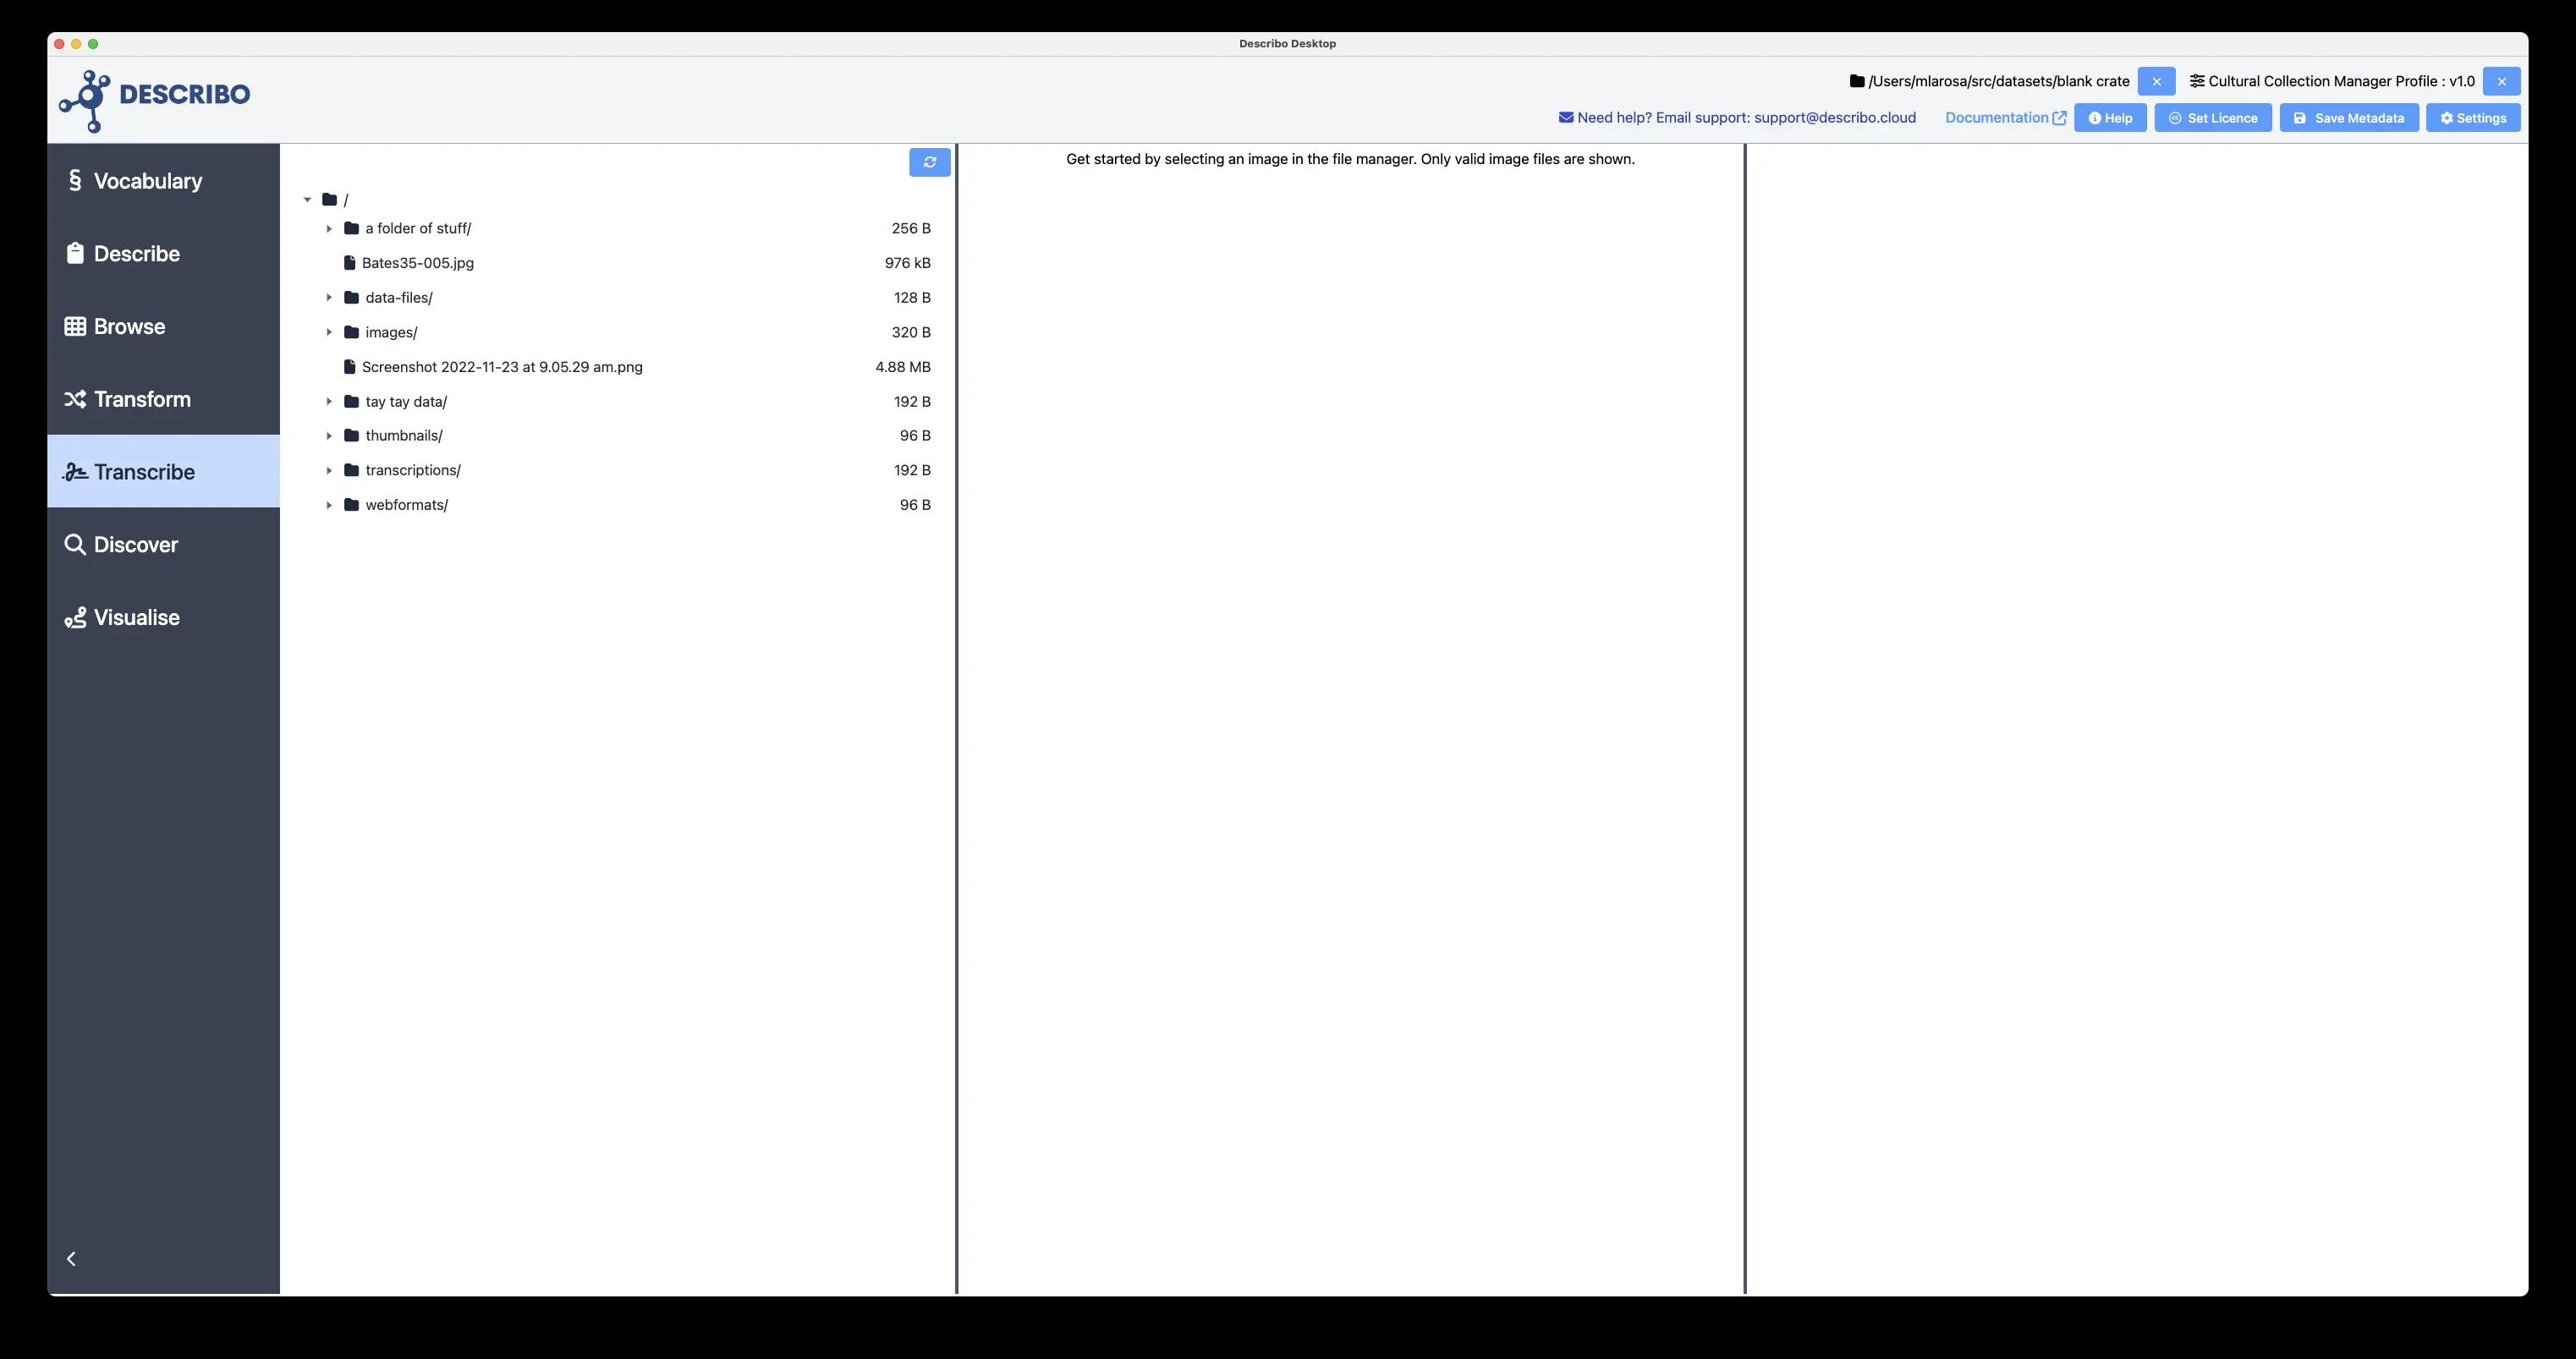 Describo Desktop
DESCRIBO
/Users/mlarosa/src/datasets/blank crate
Cultural Collection Manager Profile : v1.0
Need help? Email support: support@describo.cloud
Documentation
Help
Set Licence
Save Metadata
Settings
Vocabulary
Describe
Browse
Transform
Transcribe
Discover
Visualise
/
a folder of stuff/ 256 B
Bates35-005.jpg 976 kB
data-files/ 128 B
images/ 320 B
Screenshot 2022-11-23 at 9.05.29 am.png 4.88 MB
tay tay data/ 192 B
thumbnails/ 96 B
transcriptions/ 192 B
webformats/ 96 B
Get started by selecting an image in the file manager. Only valid image files are shown.